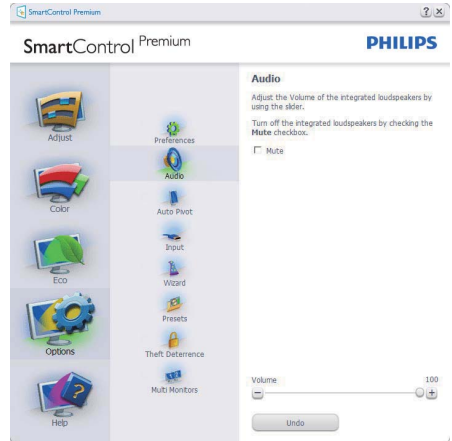 SmartControl Premium
SmartControl Premium
PHILIPS
Adjust
Color
Eco
Options
Help
Preferences
Audio
Auto Pivot
Input
Wizard
Presets
Theft Deterrence
Multi Monitors
Audio
Adjust the Volume of the integrated loudspeakers by
using the slider.
Turn off the integrated loudspeakers by checking the
Mute checkbox.
Mute
Volume 100
Undo